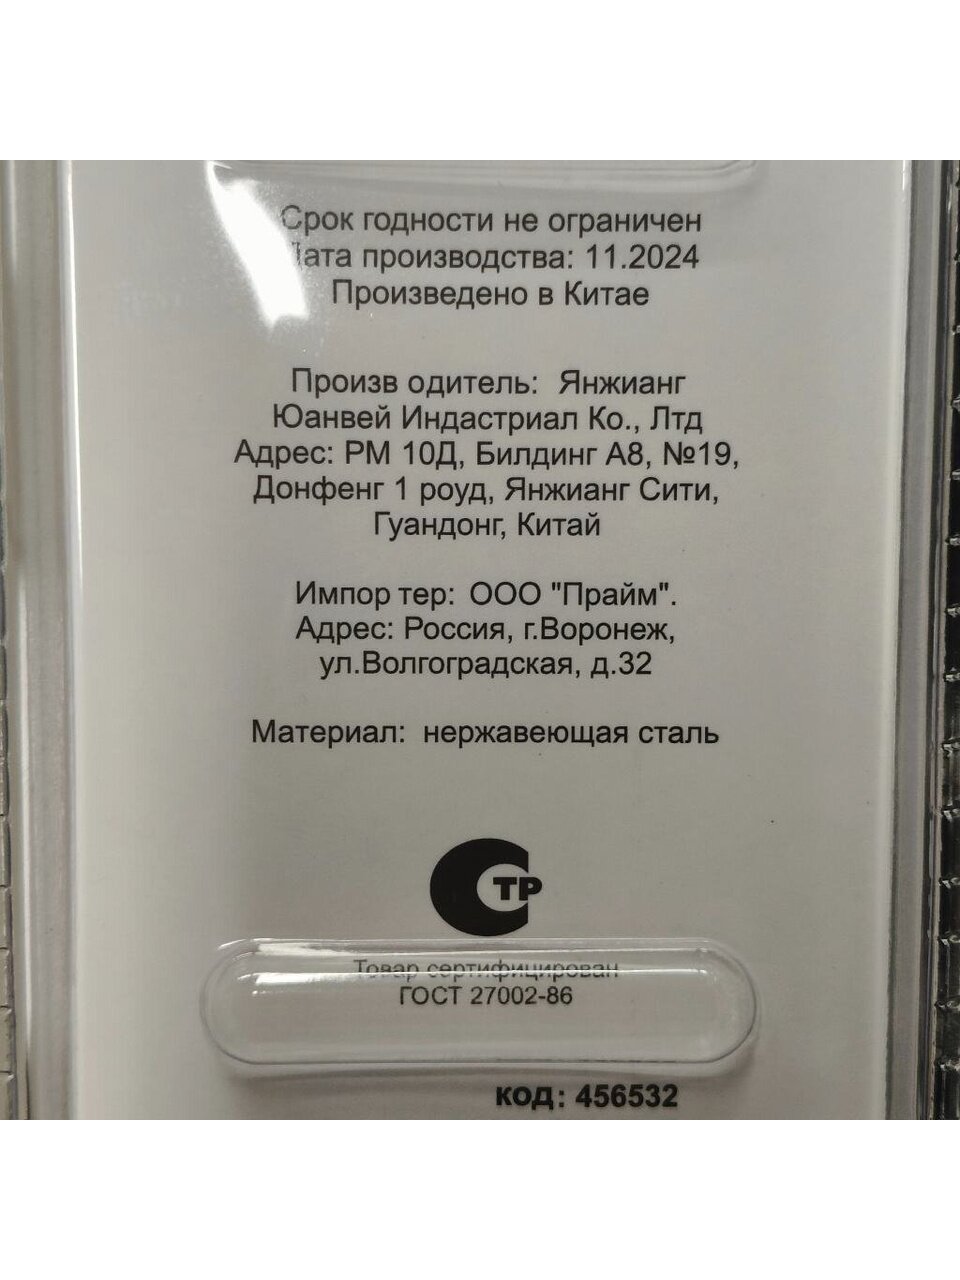 Срок годности не ограничен
Дата производства: 11.2024
Произведено в Китае
Произв одитель: Янжианг
Юанвей Индастриал Ко., Лтд
Адрес: РМ 10Д, Билдинг А8, №19,
Донфенг 1 роуд, Янжианг Сити,
Гуандонг, Китай
Импор тер: ООО "Прайм".
Адрес: Россия, г.Воронеж,
ул.Волгоградская, д.32
Материал: нержавеющая сталь
СТР
Товар сертифицирован
ГОСТ 27002-86
код: 456532